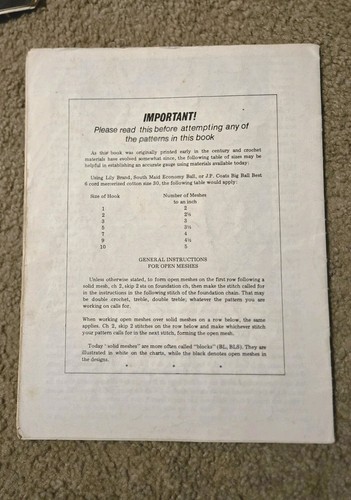 IMPORTANT!
Please read this before attempting any of
the patterns in this book
As this book was originally printed early in the century and crochet
materials have evolved somewhat since, the following table of sizes may be
helpful in establishing an accurate gauge using materials available today:
Using Lily Brand, South Maid Economy Ball, or J.P. Coats Big Ball Best
6 cord mercerized cotton size 30, the following table would apply:
Size of Hook Number of Meshes
to an inch
1 2
2 2½
3 3
5 3½
7 4
9 4½
10 5
GENERAL INSTRUCTIONS
FOR OPEN MESHES
Unless otherwise stated, to form open meshes on the first row following a
solid mesh, ch 2, skip 2 sts on foundation ch, then make the stitch called for
in the instructions in the following stitch of the foundation chain. That may
be double crochet, treble, double treble; whatever the pattern you are
working on calls for.
When working open meshes over solid meshes on a row below, the same
applies. Ch 2, skip 2 stitches on the row below and make whichever stitch
your pattern calls for in the next stitch, forming the open mesh.
Today "solid meshes" are more often called "blocks" (BL, BLS). They are
illustrated in white on the charts, while the black denotes open meshes in
the designs.
* * *